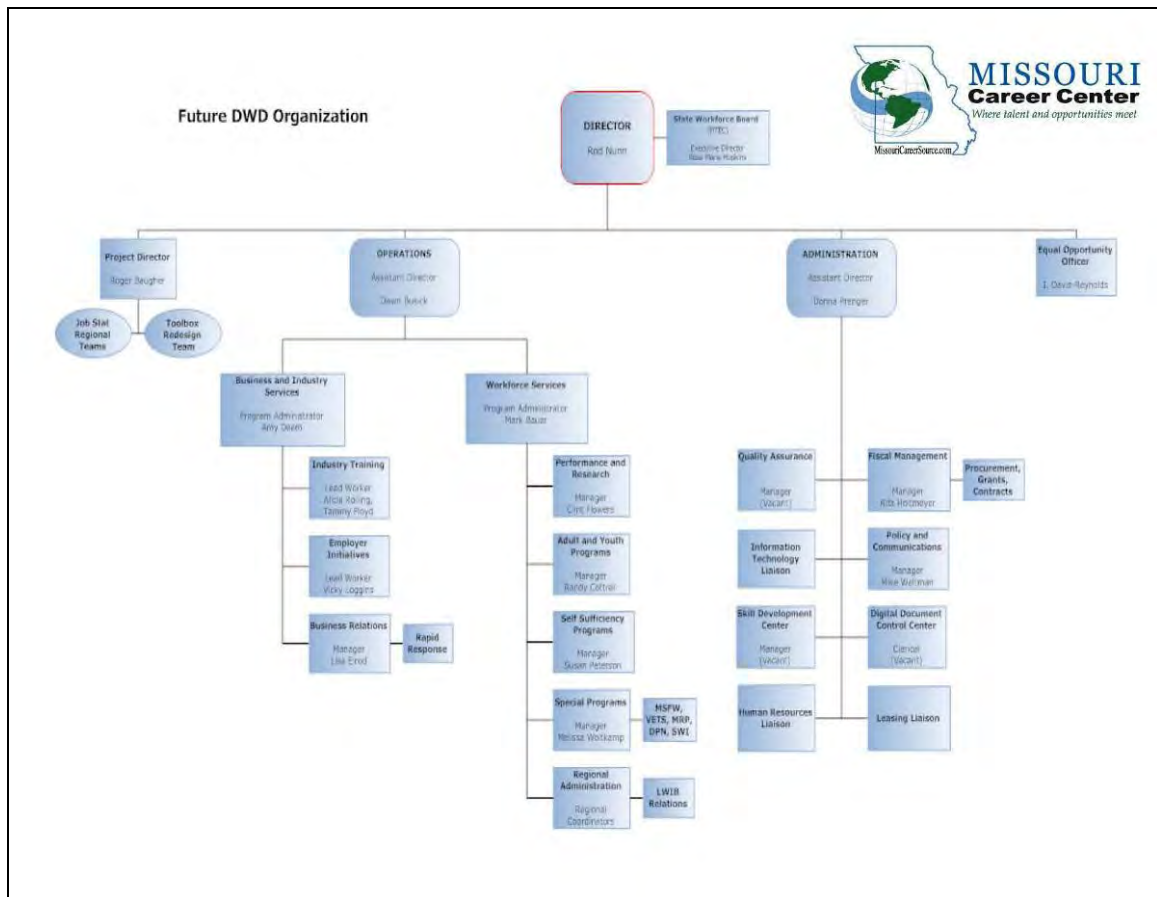 MISSOURI
Career Center
Where talent and opportunities meet
MissouriCareerSource.com
Future DWD Organization
DIRECTOR
Rod Nunn
State Workforce Board
Executive Director
Rose Marie
Project Director
Roger Baugher
Job Stat
Regional
Teams
Toolbox
Redesign
Team
OPERATIONS
Assistant Director
Dawn
ADMINISTRATION
Assistant Director
Donna Prenger
Equal Opportunity
Officer
J. David Reynolds
Business and Industry
Services
Program Administrator
Amy Deem
Industry Training
Lead Worker
Alicia Rolling,
Tammy Floyd
Employer
Initiatives
Lead Worker
Vicky Loggins
Business Relations
Manager
Lisa Elrod
Rapid
Response
Workforce Services
Program Administrator
Mark Bauer
Performance and
Research
Manager
Clint Flowers
Adult and Youth
Programs
Manager
Randy
Self Sufficiency
Programs
Manager
Susan Peterson
Special Programs
Manager
Melissa Woltkamp
MSFW,
VETS, MRP,
DPN, SWI
Regional
Administration
Regional
Coordinators
LWIB
Relations
Quality Assurance
Manager
(Vacant)
Fiscal Management
Manager
Rita
Procurement,
Grants,
Contracts
Information
Technology
Liaison
Policy and
Communications
Manager
Mike
Skill Development
Center
Manager
(Vacant)
Digital Document
Control Center
Clerical
(Vacant)
Human Resources
Liaison
Leasing Liaison